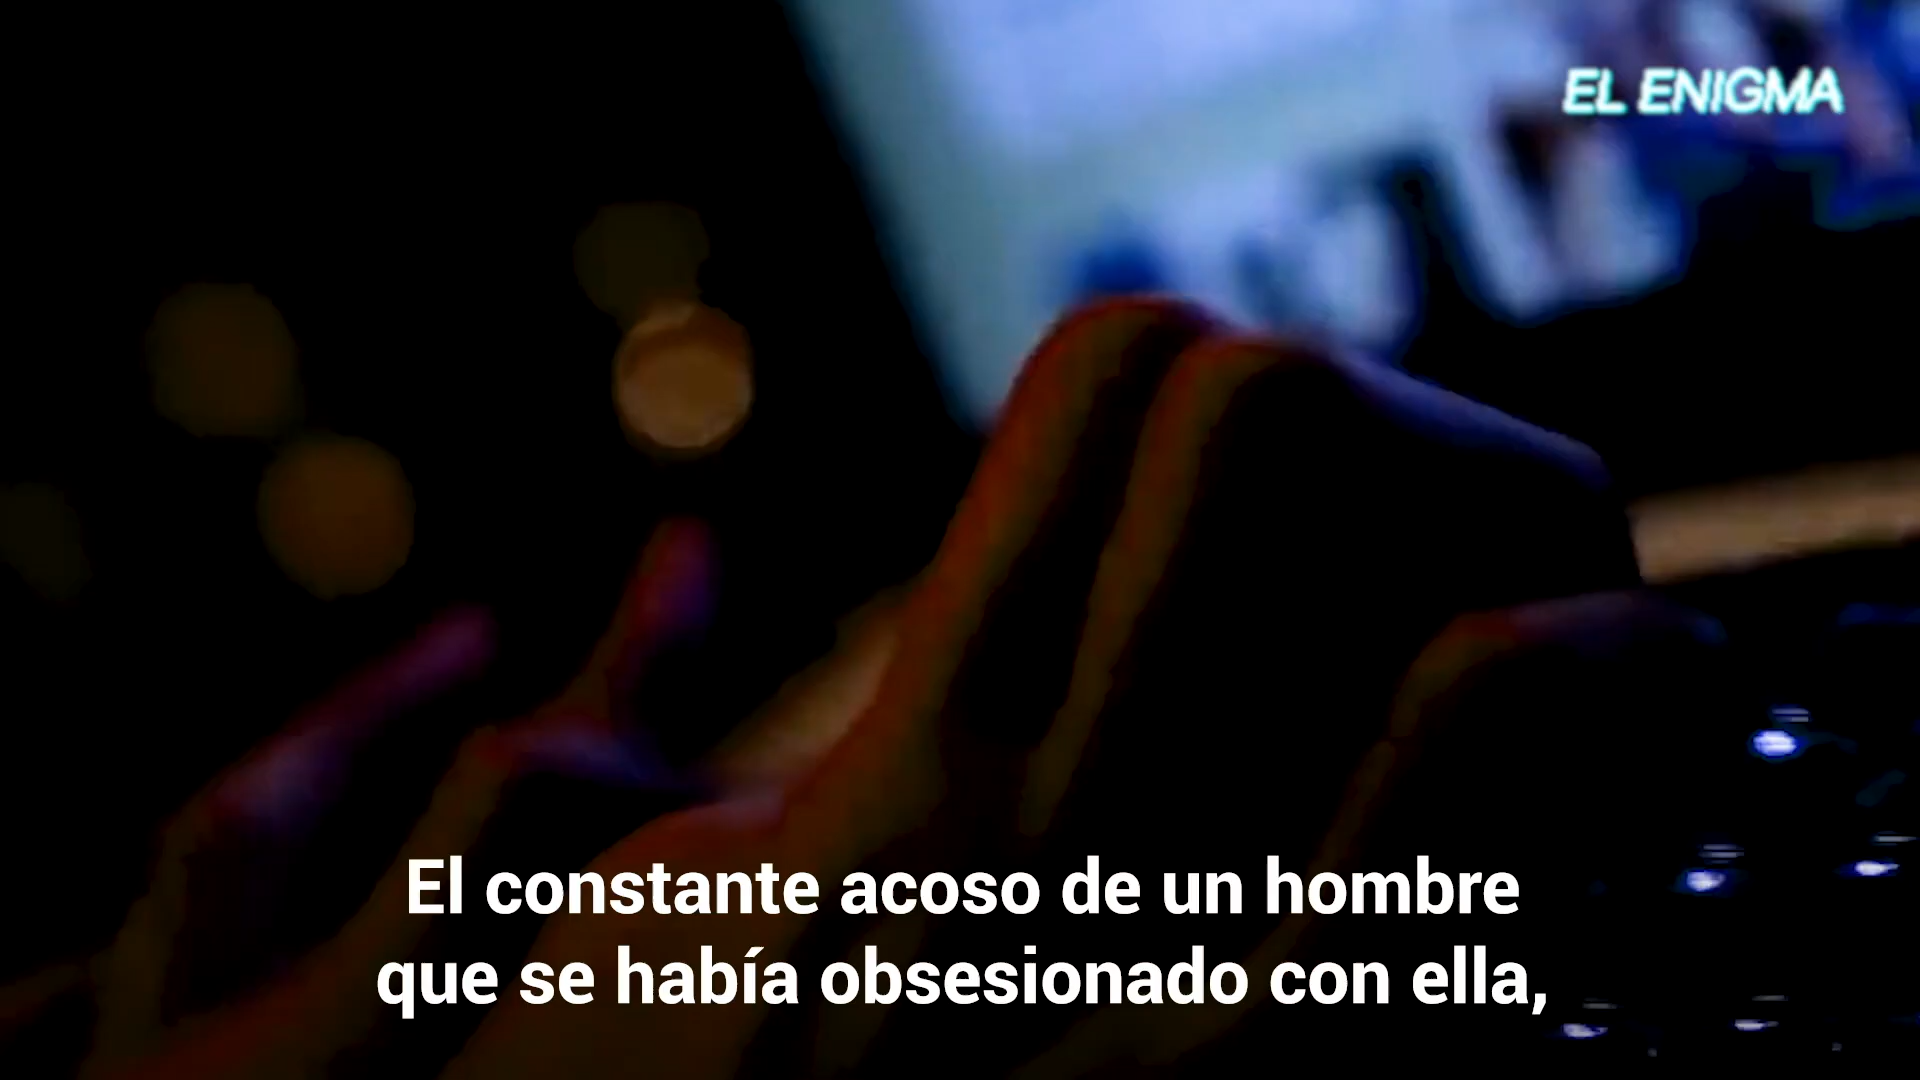 EL ENIGMA
El constante acoso de un hombre
que se había obsesionado con ella,